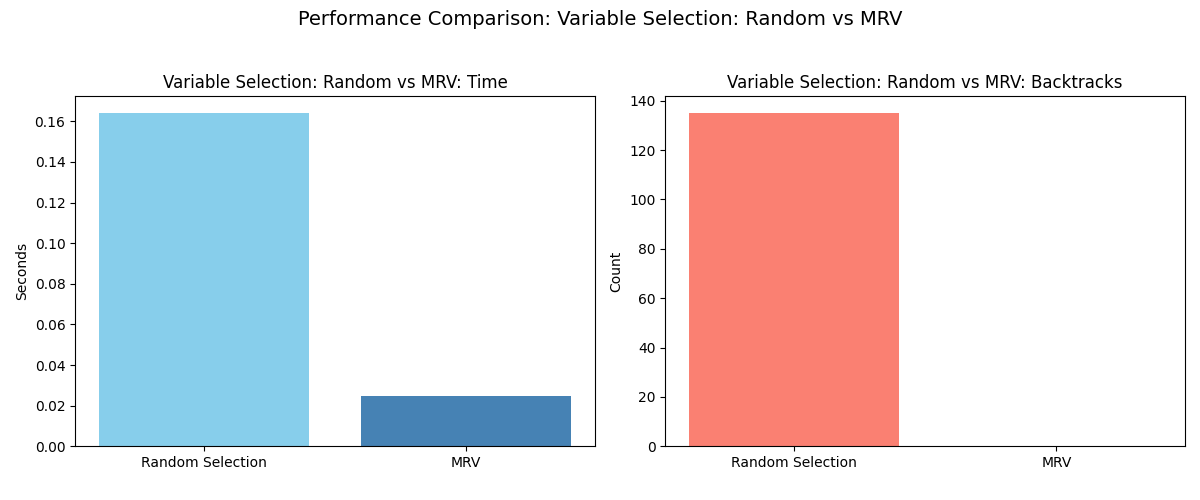 Performance Comparison: Variable Selection: Random vs MRV
Variable Selection: Random vs MRV: Time
Seconds
0.16
0.14
0.12
0.10
0.08
0.06
0.04
0.02
0.00
Random Selection
MRV
Variable Selection: Random vs MRV: Backtracks
Count
140
120
100
80
60
40
20
0
Random Selection
MRV